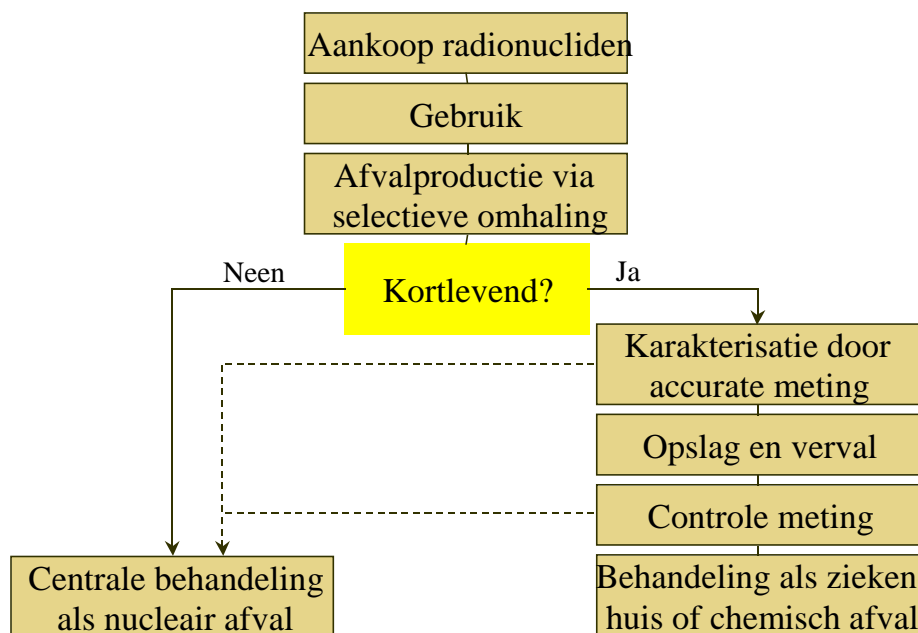 Aankoop radionucliden
Gebruik
Afvalproductie via
selectieve omhaling
Neen
Kortlevend?
Ja
Karakterisatie door
accurate meting
Opslag en verval
Controle meting
Centrale behandeling
als nucleair afval
Behandeling als zieken
huis of chemisch afval